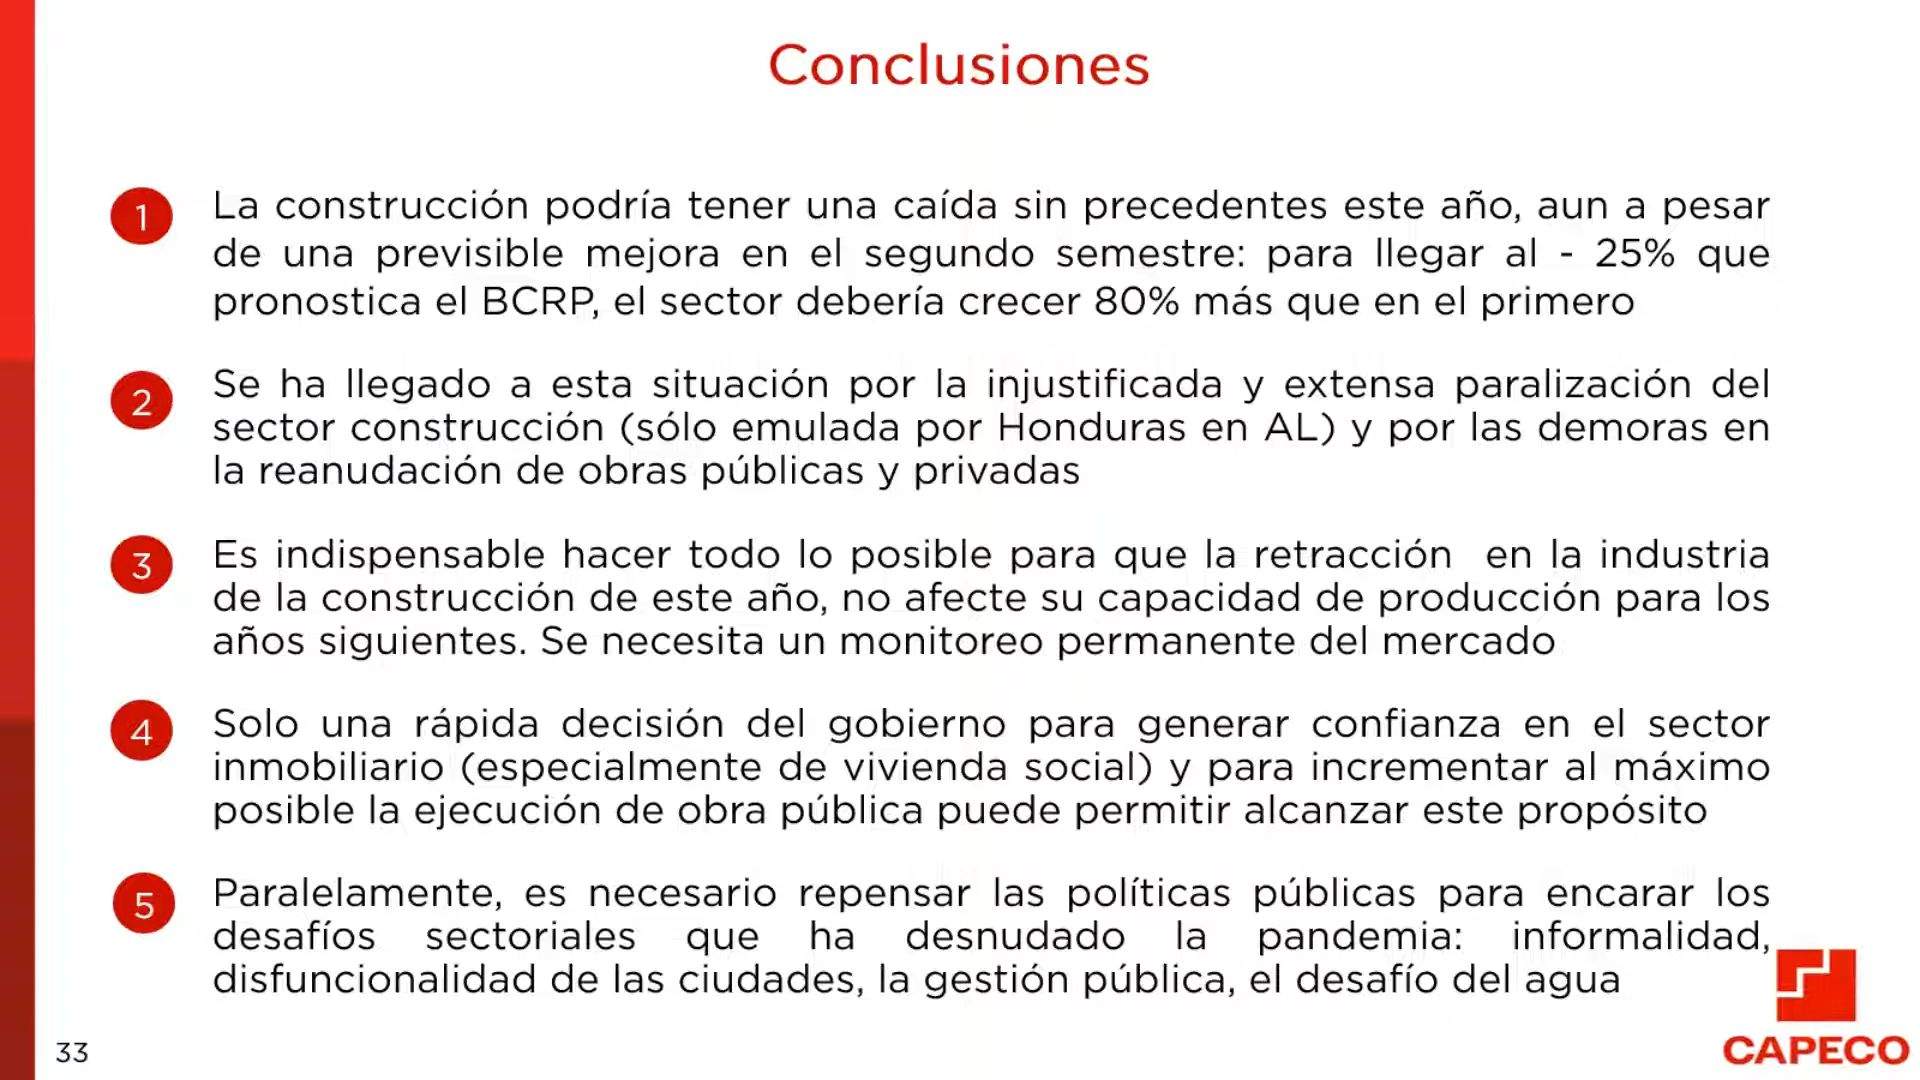 Conclusiones
1
La construcción podría tener una caída sin precedentes este año, aun a pesar
de una previsible mejora en el segundo semestre: para llegar al - 25% que
pronostica el BCRP, el sector debería crecer 80% más que en el primero
2
Se ha llegado a esta situación por la injustificada y extensa paralización del
sector construcción (sólo emulada por Honduras en AL) y por las demoras en
la reanudación de obras públicas y privadas
3
Es indispensable hacer todo lo posible para que la retracción en la industria
de la construcción de este año, no afecte su capacidad de producción para los
años siguientes. Se necesita un monitoreo permanente del mercado
4
Solo una rápida decisión del gobierno para generar confianza en el sector
inmobiliario (especialmente de vivienda social) y para incrementar al máximo
posible la ejecución de obra pública puede permitir alcanzar este propósito
5
Paralelamente, es necesario repensar las políticas públicas para encarar los
desafíos sectoriales que ha desnudado la pandemia: informalidad,
disfuncionalidad de las ciudades, la gestión pública, el desafío del agua
33
CAPECO